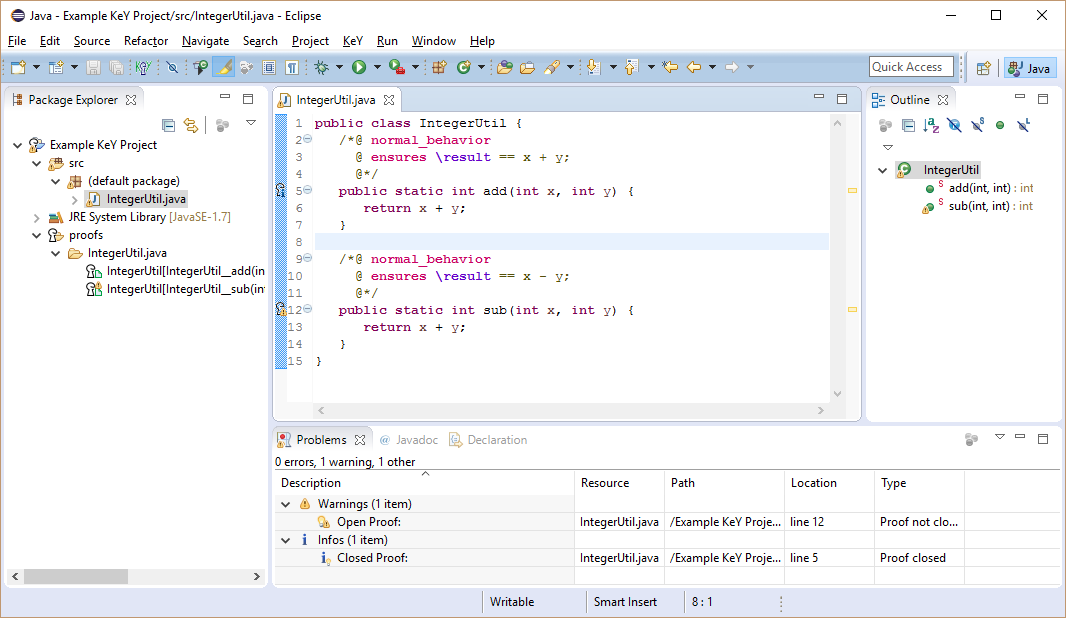 Java - Example KeY Project/src/IntegerUtil.java - Eclipse
File Edit Source Refactor Navigate Search Project KeY Run Window Help
Quick Access Java
Package Explorer
Example KeY Project
src
(default package)
IntegerUtil.java
JRE System Library [JavaSE-1.7]
proofs
IntegerUtil.java
IntegerUtil[IntegerUtil__add(in
IntegerUtil[IntegerUtil__sub(int
IntegerUtil.java
1 public class IntegerUtil {
2 /*@ normal_behavior
3 @ ensures \result == x + y;
4 @*/
5 public static int add(int x, int y) {
6 return x + y;
7 }
8
9 /*@ normal_behavior
10 @ ensures \result == x - y;
11 @*/
12 public static int sub(int x, int y) {
13 return x + y;
14 }
15 }
Outline
IntegerUtil
add(int, int) : int
sub(int, int) : int
Problems @ Javadoc Declaration
0 errors, 1 warning, 1 other
Description Resource Path Location Type
Warnings (1 item)
Open Proof: IntegerUtil.java /Example KeY Proje... line 12 Proof not clo...
Infos (1 item)
Closed Proof: IntegerUtil.java /Example KeY Proje... line 5 Proof closed
Writable Smart Insert 8 : 1